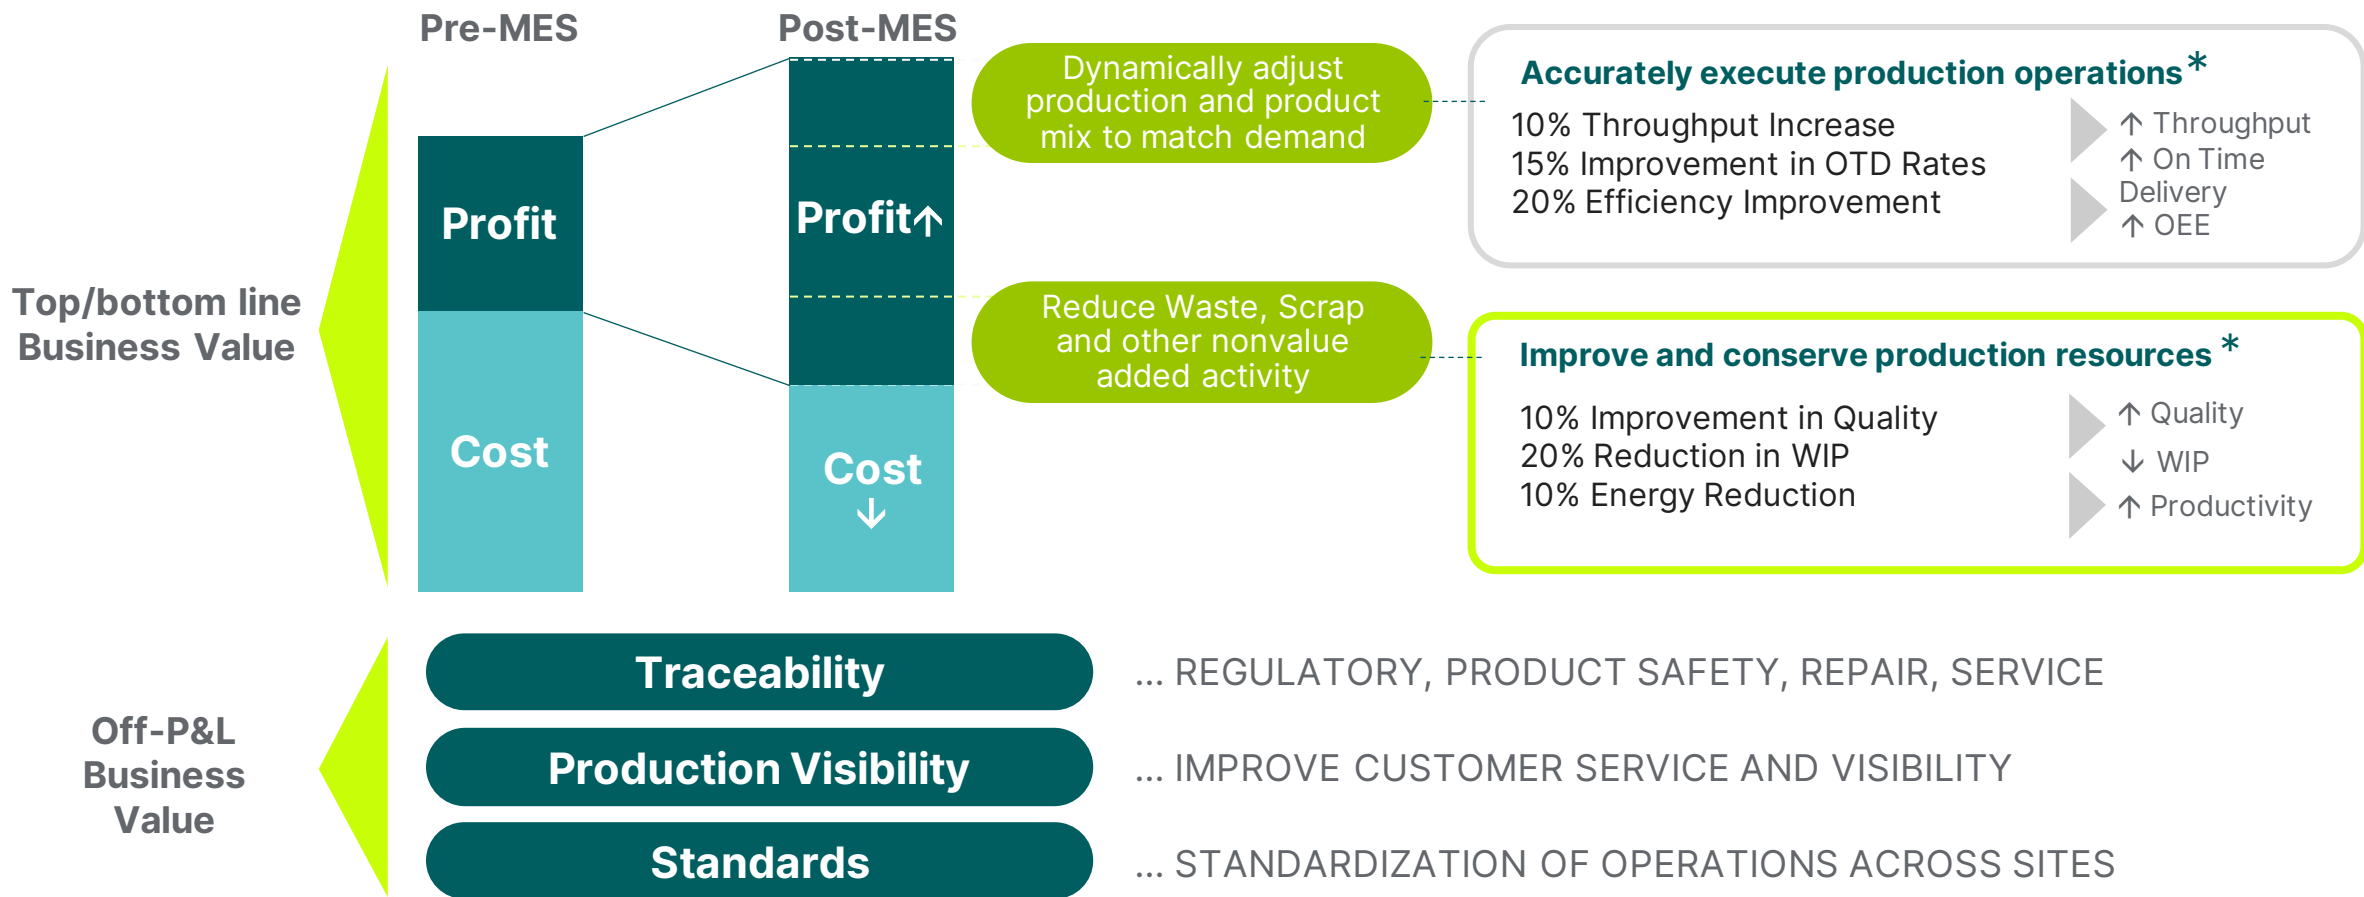 Pre-MES
Post-MES
Top/bottom line
Business Value
Profit
Cost
Profit↑
Cost
↓
Dynamically adjust
production and product
mix to match demand
Reduce Waste, Scrap
and other nonvalue
added activity
Accurately execute production operations*
10% Throughput Increase
15% Improvement in OTD Rates
20% Efficiency Improvement
↑ Throughput
↑ On Time
Delivery
↑ OEE
Improve and conserve production resources *
10% Improvement in Quality
20% Reduction in WIP
10% Energy Reduction
↑ Quality
↓ WIP
↑ Productivity
Off-P&L
Business
Value
Traceability
... REGULATORY, PRODUCT SAFETY, REPAIR, SERVICE
Production Visibility
... IMPROVE CUSTOMER SERVICE AND VISIBILITY
Standards
... STANDARDIZATION OF OPERATIONS ACROSS SITES